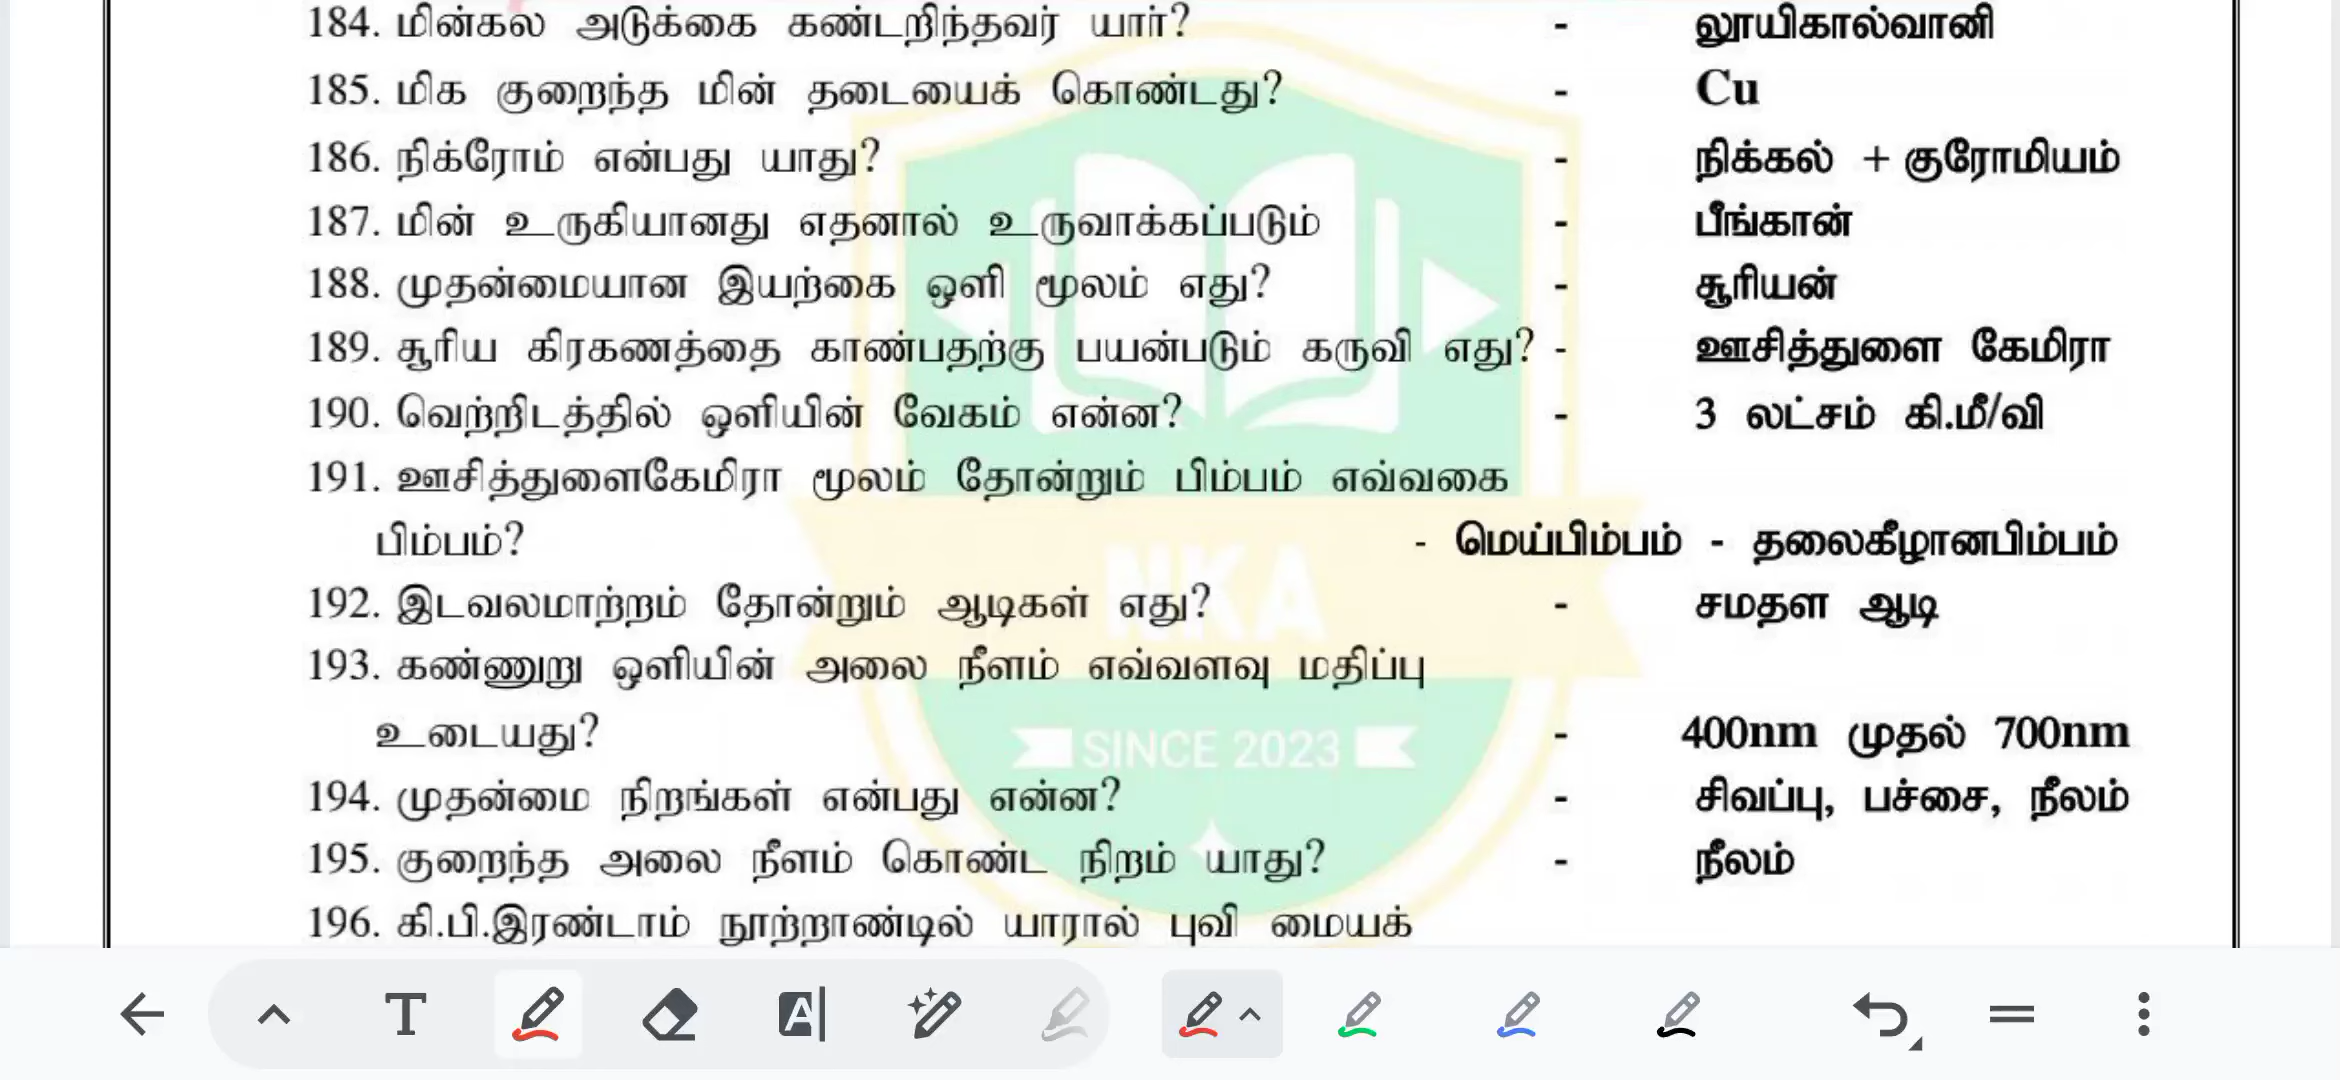 184. மின்கல அடுக்கை கண்டறிந்தவர் யார்? - லூயிகால்வானி
185. மிக குறைந்த மின் தடையைக் கொண்டது? - Cu
186. நிக்ரோம் என்பது யாது? - நிக்கல் + குரோமியம்
187. மின் உருகியானது எதனால் உருவாக்கப்படும் - பீங்கான்
188. முதன்மையான இயற்கை ஒளி மூலம் எது? - சூரியன்
189. சூரிய கிரகணத்தை காண்பதற்கு பயன்படும் கருவி எது? - ஊசித்துளை கேமிரா
190. வெற்றிடத்தில் ஒளியின் வேகம் என்ன? - 3 லட்சம் கி.மீ/வி
191. ஊசித்துளைகேமிரா மூலம் தோன்றும் பிம்பம் எவ்வகை
பிம்பம்? - மெய்பிம்பம் - தலைகீழானபிம்பம்
NKA
192. இடவலமாற்றம் தோன்றும் ஆடிகள் எது? - சமதள ஆடி
193. கண்ணுறு ஒளியின் அலை நீளம் எவ்வளவு மதிப்பு
உடையது? - 400nm முதல் 700nm
SINCE 2023
194. முதன்மை நிறங்கள் என்பது என்ன? - சிவப்பு, பச்சை, நீலம்
195. குறைந்த அலை நீளம் கொண்ட நிறம் யாது? - நீலம்
196. கி.பி.இரண்டாம் நூற்றாண்டில் யாரால் புவி மையக்